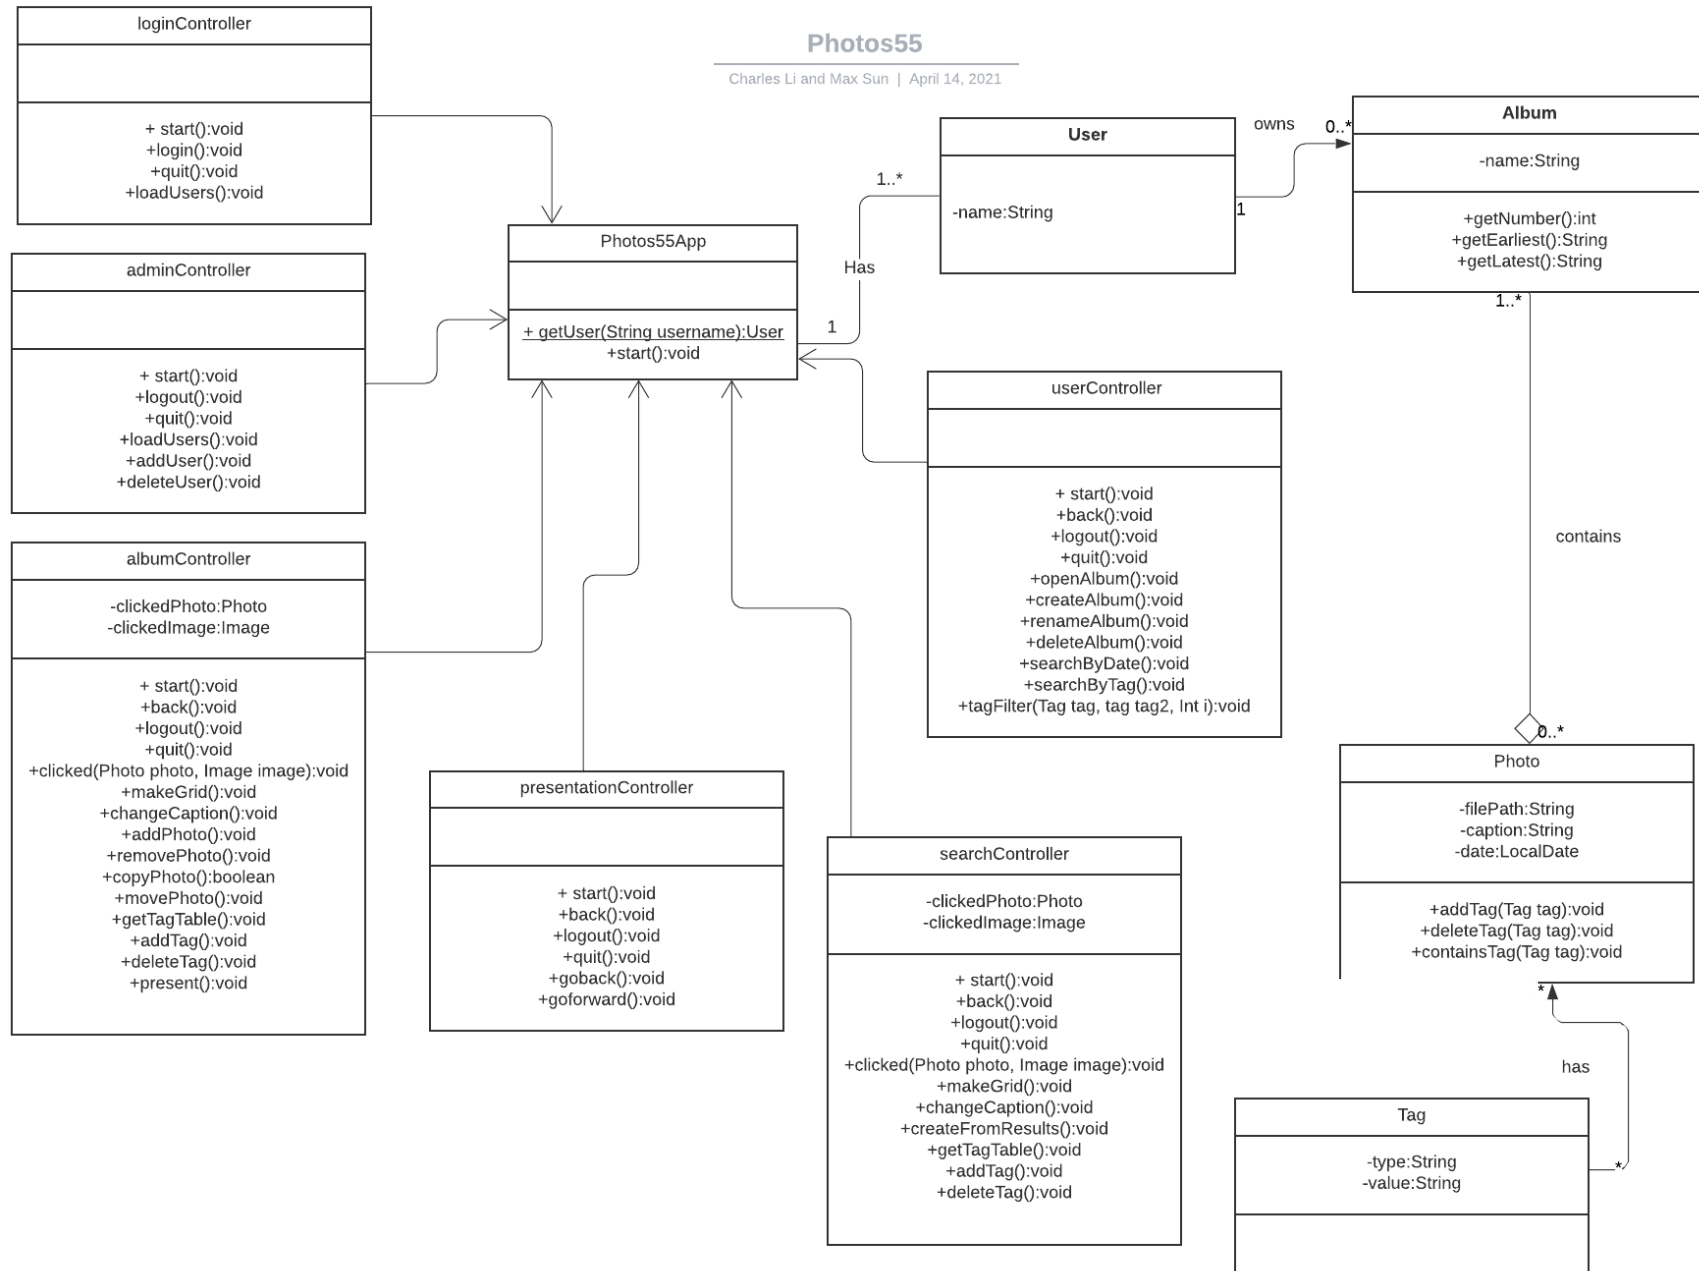 Photos55
Charles Li and Max Sun | April 14, 2021
loginController
+ start():void
+login():void
+quit():void
+loadUsers():void
adminController
+ start():void
+logout():void
+quit():void
+loadUsers():void
+addUser():void
+deleteUser():void
albumController
-clickedPhoto:Photo
-clickedImage:Image
+ start():void
+back():void
+logout():void
+quit():void
+clicked(Photo photo, Image image):void
+makeGrid():void
+changeCaption():void
+addPhoto():void
+removePhoto():void
+copyPhoto():boolean
+movePhoto():void
+getTagTable():void
+addTag():void
+deleteTag():void
+present():void
Photos55App
+ getUser(String username):User
+start():void
1
Has
1..*
User
-name:String
1
owns
0..*
Album
-name:String
+getNumber():int
+getEarliest():String
+getLatest():String
1..*
contains
0..*
userController
+ start():void
+back():void
+logout():void
+quit():void
+openAlbum():void
+createAlbum():void
+renameAlbum():void
+deleteAlbum():void
+searchByDate():void
+searchByTag():void
+tagFilter(Tag tag, tag tag2, Int i):void
presentationController
+ start():void
+back():void
+logout():void
+quit():void
+goback():void
+goforward():void
searchController
-clickedPhoto:Photo
-clickedImage:Image
+ start():void
+back():void
+logout():void
+quit():void
+clicked(Photo photo, Image image):void
+makeGrid():void
+changeCaption():void
+createFromResults():void
+getTagTable():void
+addTag():void
+deleteTag():void
Photo
-filePath:String
-caption:String
-date:LocalDate
+addTag(Tag tag):void
+deleteTag(Tag tag):void
+containsTag(Tag tag):void
*
has
*
Tag
-type:String
-value:String